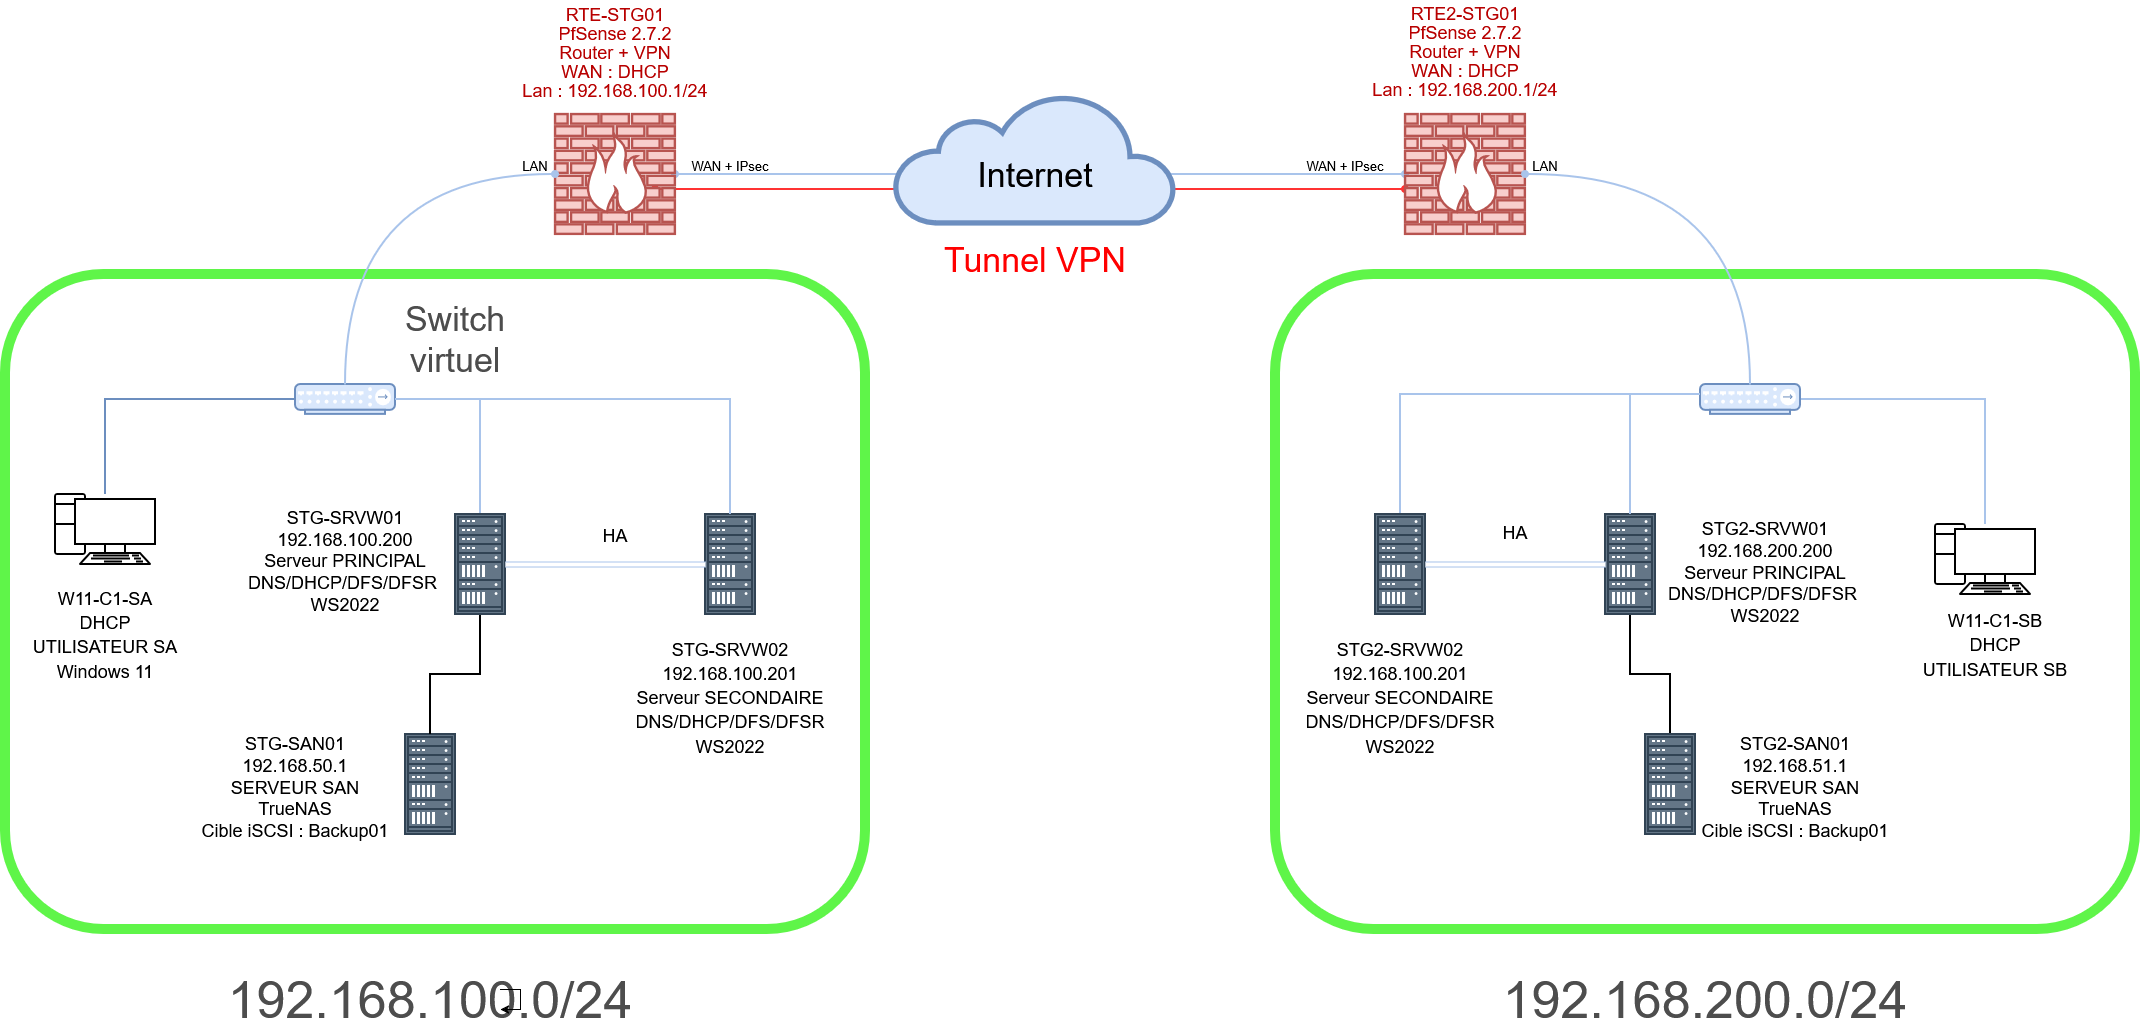 RTE-STG01
PfSense 2.7.2
Router + VPN
WAN : DHCP
Lan : 192.168.100.1/24
RTE2-STG01
PfSense 2.7.2
Router + VPN
WAN : DHCP
Lan : 192.168.200.1/24
LAN
WAN + IPsec
Internet
WAN + IPsec
LAN
Tunnel VPN
Switch
virtuel
STG-SRVW01
192.168.100.200
Serveur PRINCIPAL
DNS/DHCP/DFS/DFSR
WS2022
HA
W11-C1-SA
DHCP
UTILISATEUR SA
Windows 11
STG-SRVW02
192.168.100.201
Serveur SECONDAIRE
DNS/DHCP/DFS/DFSR
WS2022
STG-SAN01
192.168.50.1
SERVEUR SAN
TrueNAS
Cible iSCSI : Backup01
HA
STG2-SRVW01
192.168.200.200
Serveur PRINCIPAL
DNS/DHCP/DFS/DFSR
WS2022
STG2-SRVW02
192.168.100.201
Serveur SECONDAIRE
DNS/DHCP/DFS/DFSR
WS2022
W11-C1-SB
DHCP
UTILISATEUR SB
STG2-SAN01
192.168.51.1
SERVEUR SAN
TrueNAS
Cible iSCSI : Backup01
192.168.100.0/24
192.168.200.0/24